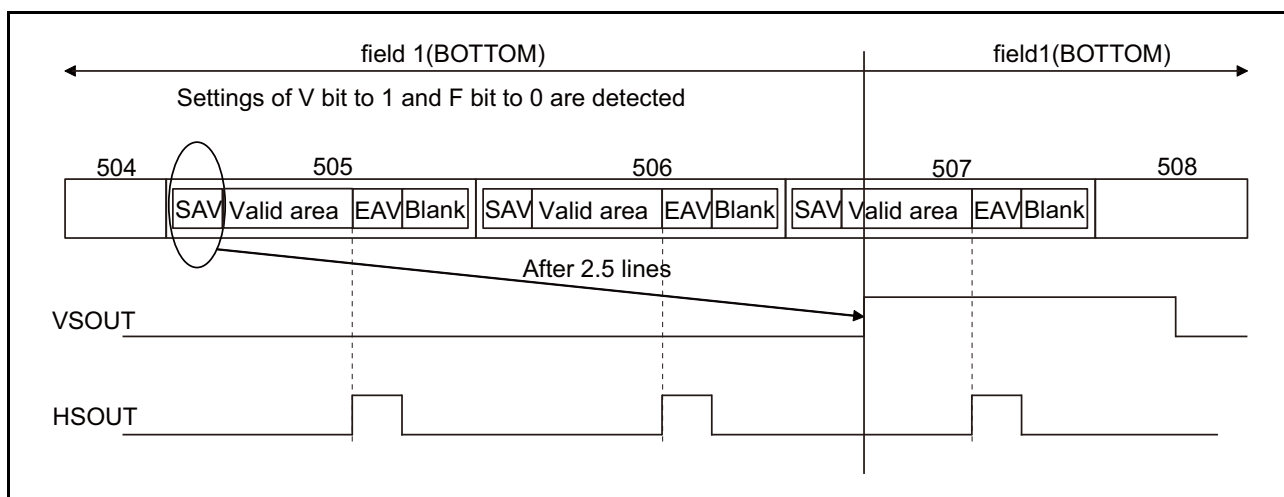 field 1(BOTTOM) field1(BOTTOM)
Settings of V bit to 1 and F bit to 0 are detected
504 505 506 507 508
SAV Valid area EAV Blank SAV Valid area EAV Blank SAV Valid area EAV Blank
After 2.5 lines
VSOUT
HSOUT